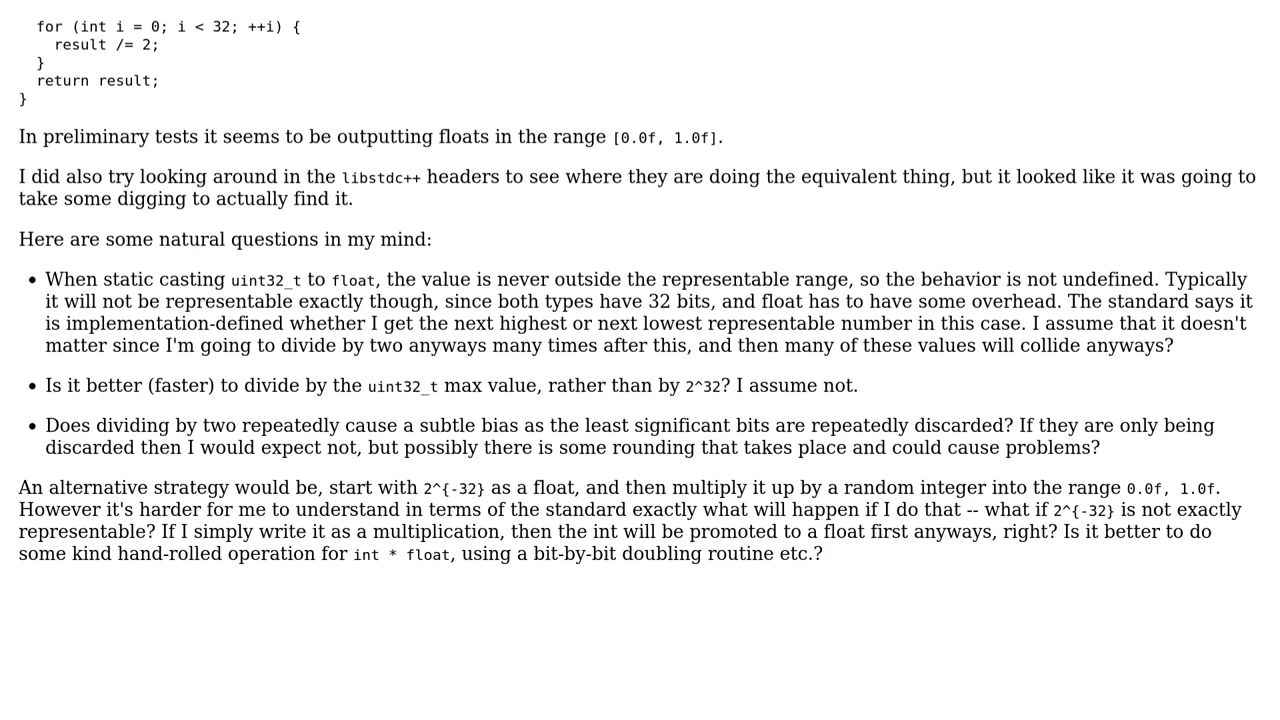 for (int i = 0; i < 32; ++i) {
result /= 2;
}
return result;
}
In preliminary tests it seems to be outputting floats in the range [0.0f, 1.0f].
I did also try looking around in the libstdc++ headers to see where they are doing the equivalent thing, but it looked like it was going to
take some digging to actually find it.
Here are some natural questions in my mind:
• When static casting uint32_t to float, the value is never outside the representable range, so the behavior is not undefined. Typically
it will not be representable exactly though, since both types have 32 bits, and float has to have some overhead. The standard says it
is implementation-defined whether I get the next highest or next lowest representable number in this case. I assume that it doesn't
matter since I'm going to divide by two anyways many times after this, and then many of these values will collide anyways?
• Is it better (faster) to divide by the uint32_t max value, rather than by 2^32? I assume not.
• Does dividing by two repeatedly cause a subtle bias as the least significant bits are repeatedly discarded? If they are only being
discarded then I would expect not, but possibly there is some rounding that takes place and could cause problems?
An alternative strategy would be, start with 2^{-32} as a float, and then multiply it up by a random integer into the range 0.0f, 1.0f.
However it's harder for me to understand in terms of the standard exactly what will happen if I do that -- what if 2^{-32} is not exactly
representable? If I simply write it as a multiplication, then the int will be promoted to a float first anyways, right? Is it better to do
some kind hand-rolled operation for int * float, using a bit-by-bit doubling routine etc.?